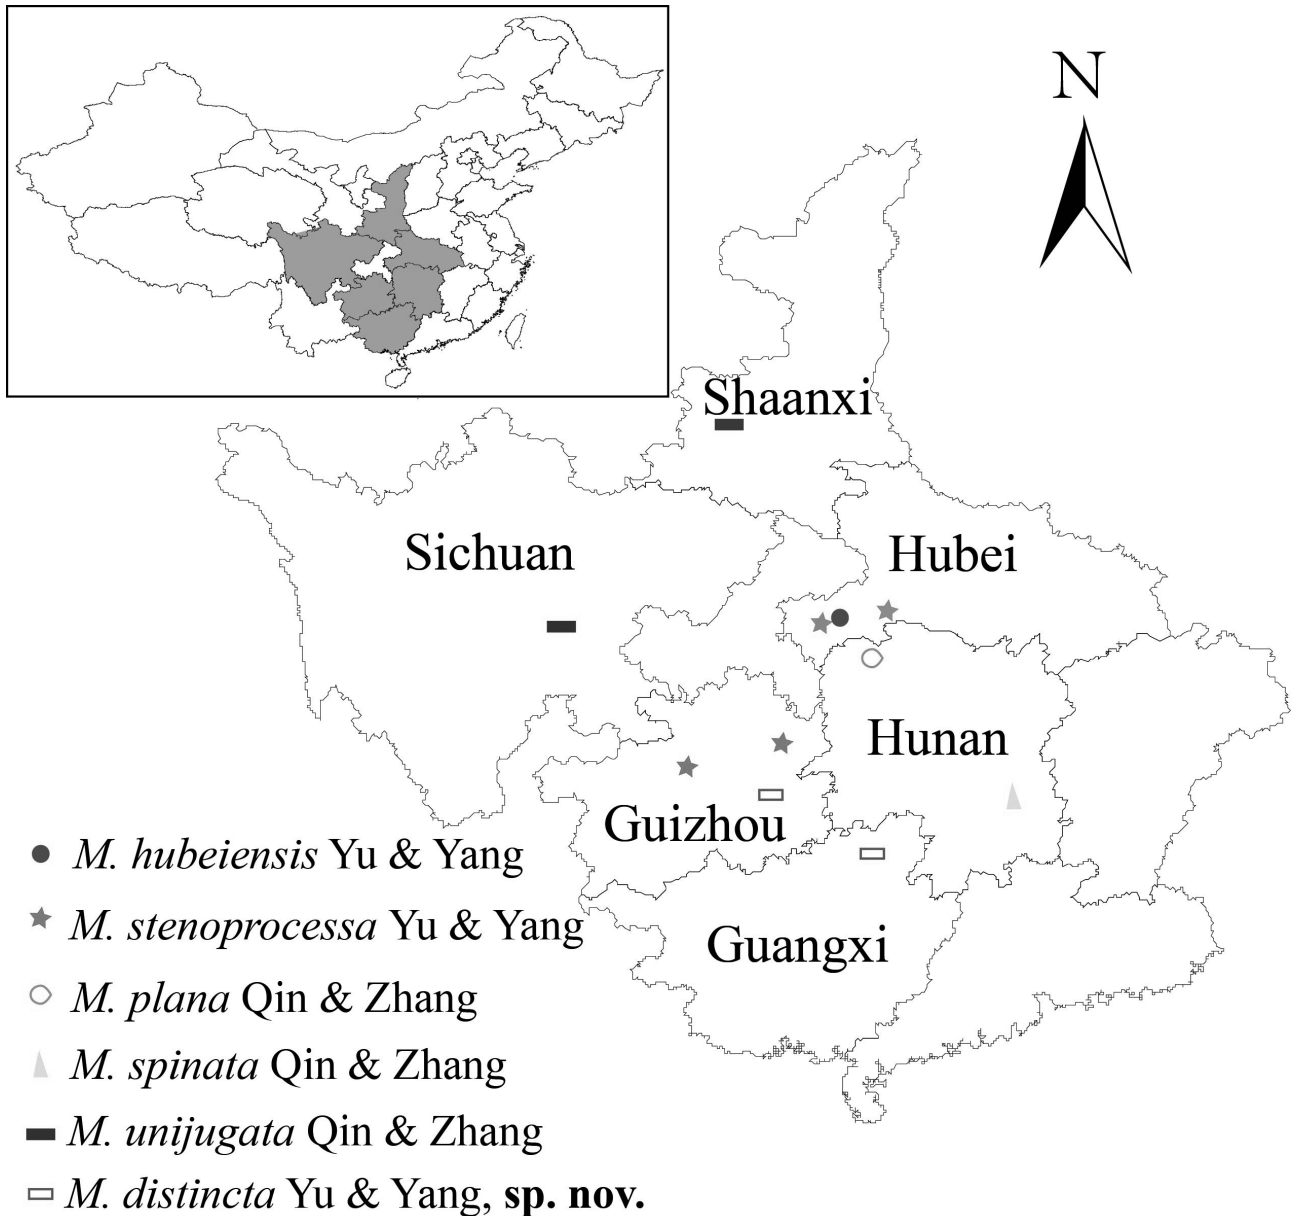 N
Shaanxi
Sichuan
Hubei
Hunan
Guizhou
Guangxi
M. hubeiensis Yu & Yang
M. stenoprocessa Yu & Yang
M. plana Qin & Zhang
M. spinata Qin & Zhang
M. unijugata Qin & Zhang
M. distincta Yu & Yang, sp. nov.